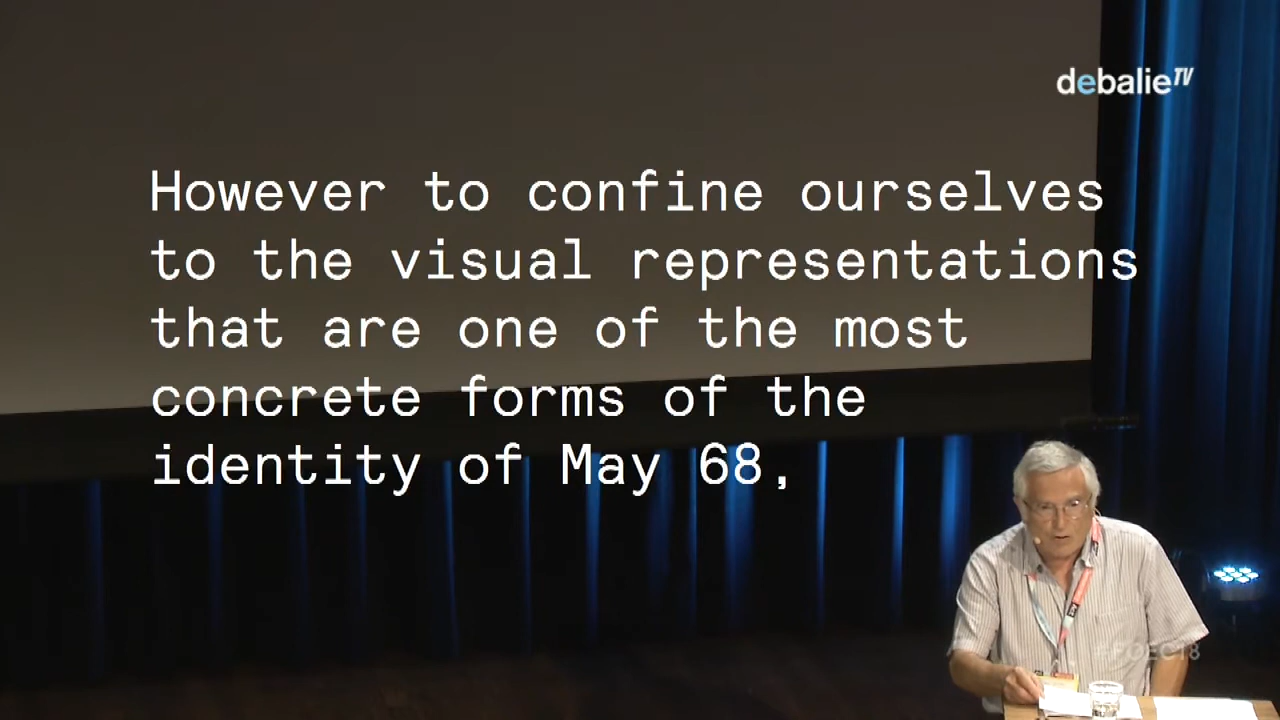 debalieTV
However to confine ourselves
to the visual representations
that are one of the most
concrete forms of the
identity of May 68,
#FOEC18